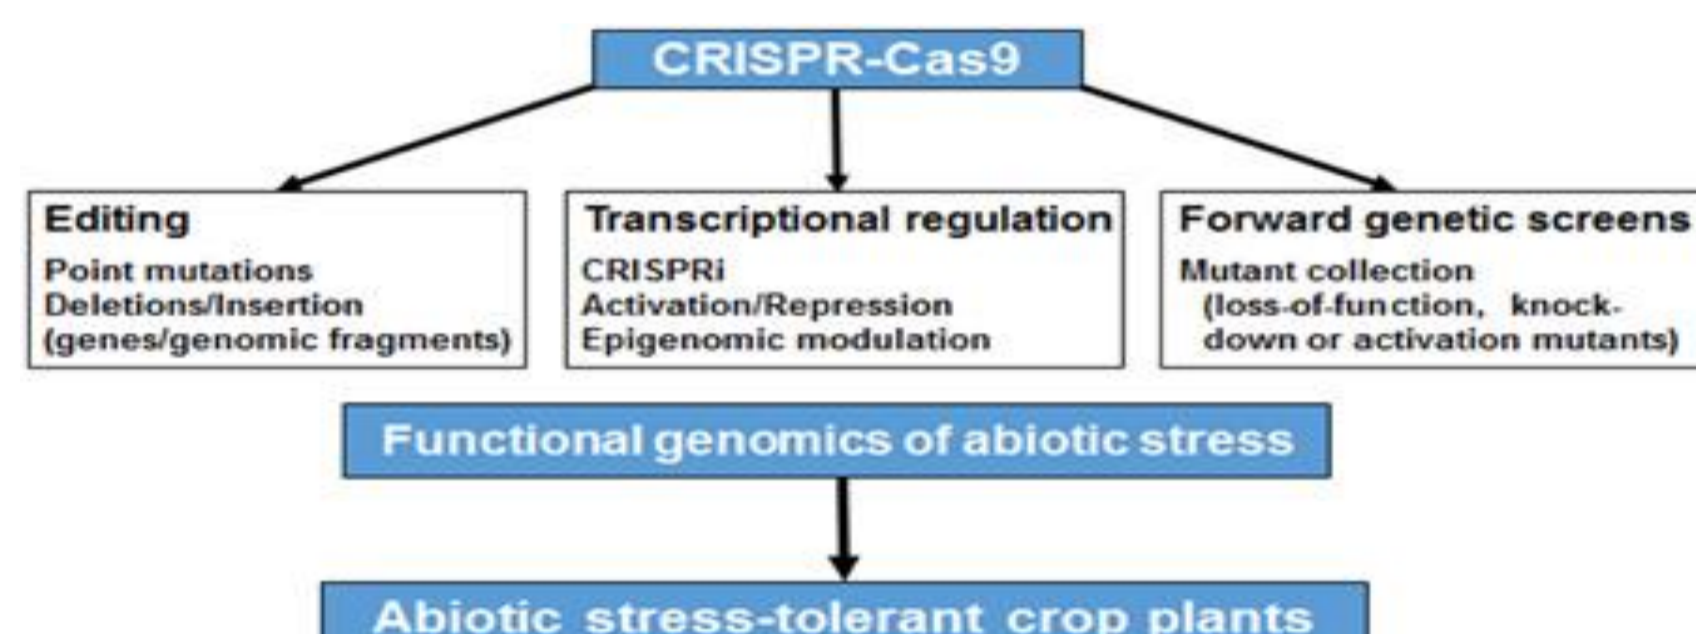 CRISPR-Cas9
Editing
Point mutations
Deletions/Insertion
(genes/genomic fragments)
Transcriptional regulation
CRISPRi
Activation/Repression
Epigenomic modulation
Forward genetic screens
Mutant collection
(loss-of-function, knock-
down or activation mutants)
Functional genomics of abiotic stress
Abiotic stress-tolerant crop plants